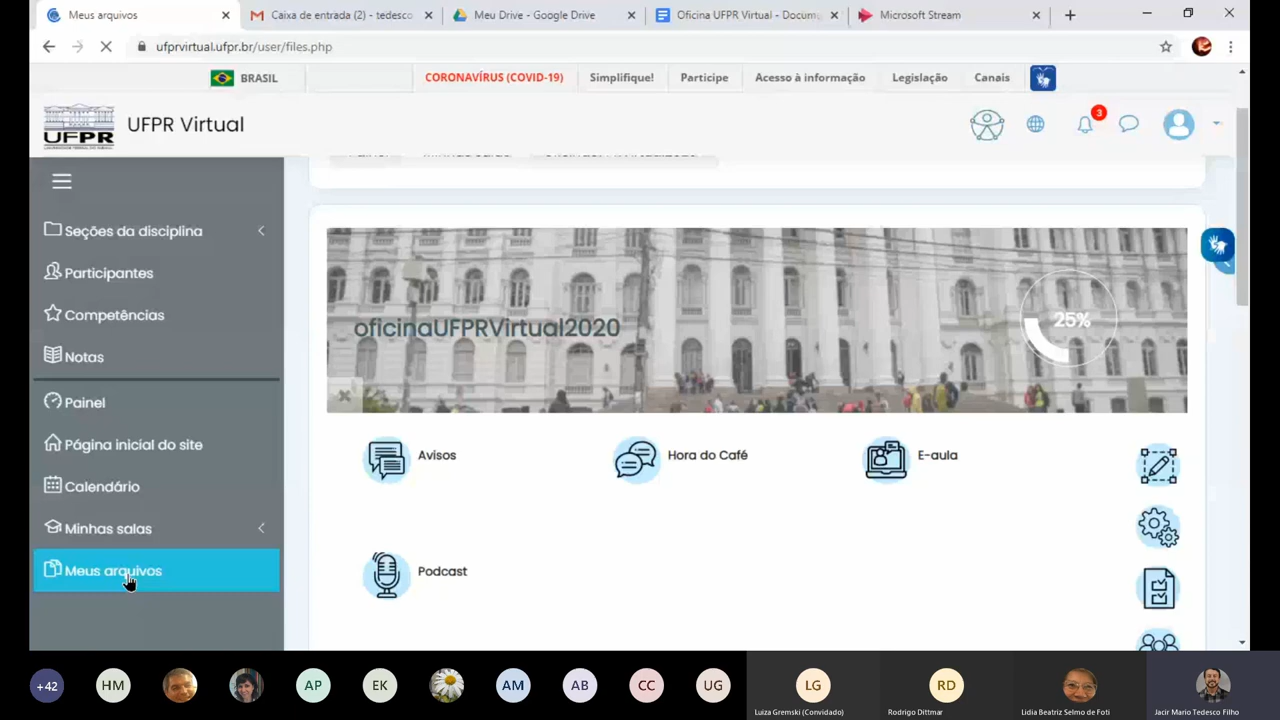 Meus arquivos
Caixa de entrada (2) - tedesco
Meu Drive - Google Drive
Oficina UFPR Virtual - Docum
Microsoft Stream
ufprvirtual.ufpr.br/user/files.php
BRASIL
CORONAVÍRUS (COVID-19)
Simplifique!
Participe
Acesso à informação
Legislação
Canais
UFPR
UFPR Virtual
3
Seções da disciplina
Participantes
Competências
Notas
Painel
Página inicial do site
Calendário
Minhas salas
Meus arquivos
oficinaUFPRVirtual2020
25%
Avisos
Hora do Café
E-aula
Podcast
+42
HM
AP
EK
AM
AB
CC
UG
LG
RD
Luiza Gremski (Convidado)
Rodrigo Dittmar
Lidia Beatriz Selmo de Foti
Jacir Mario Tedesco Filho